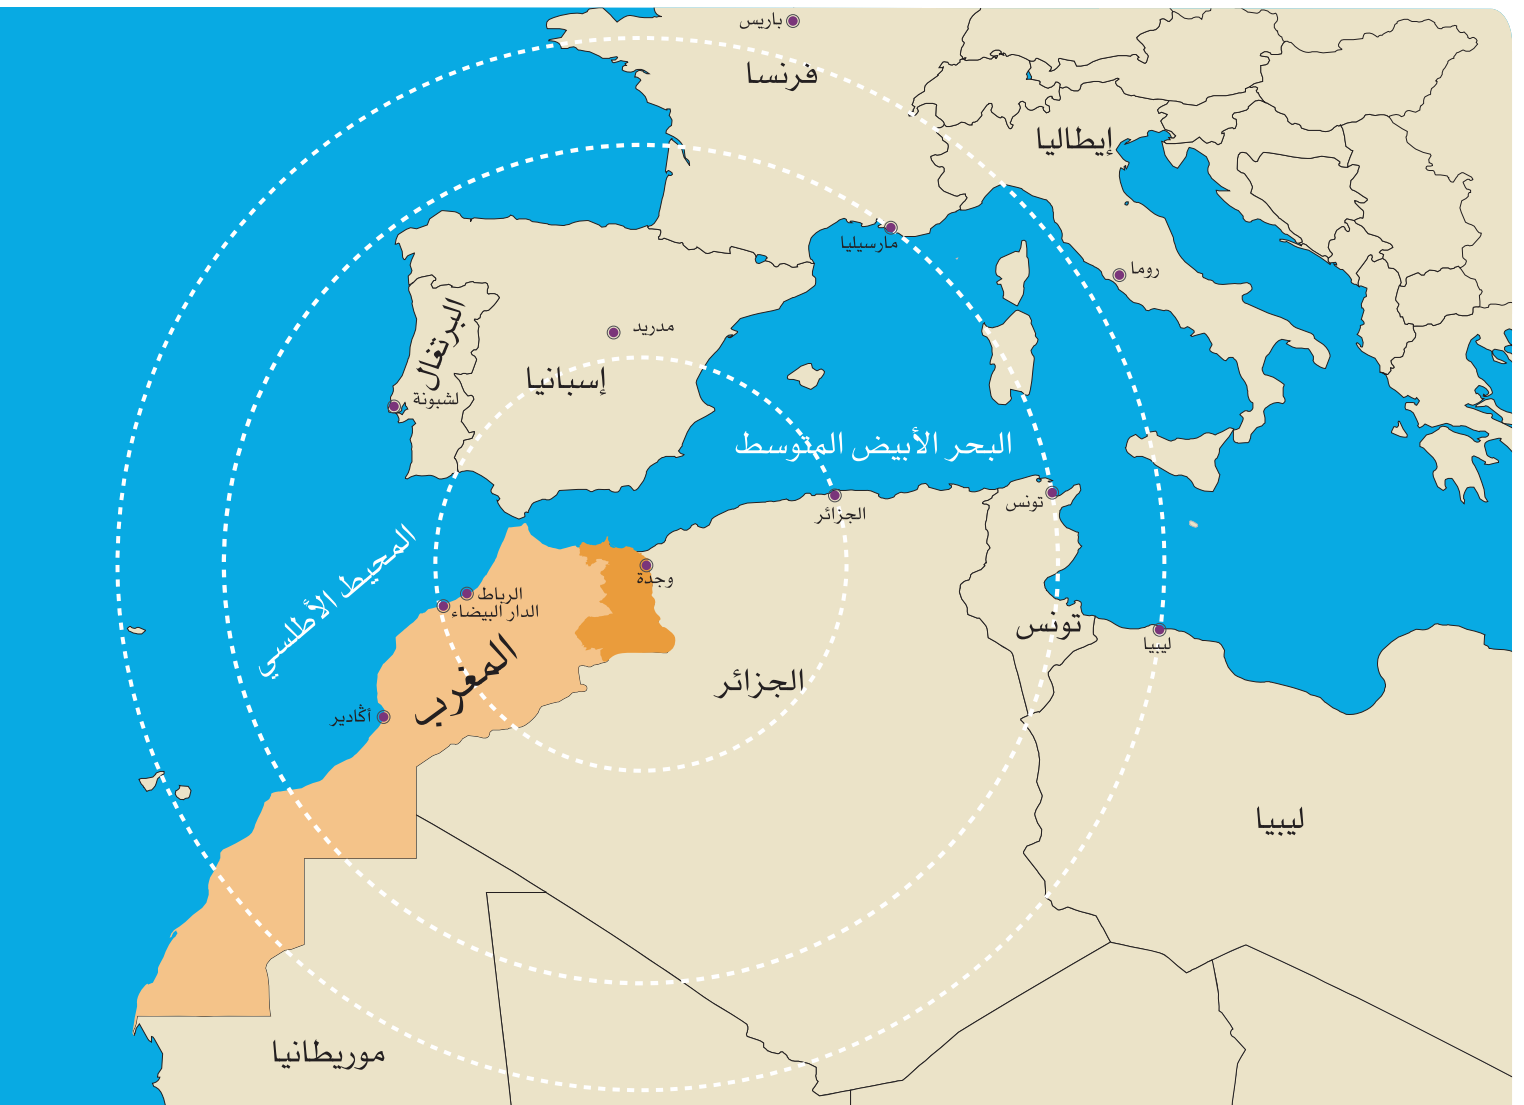 باريس
فرنسا
إيطاليا
مارسيليا
روما
البرتغال
مدريد
إسبانيا
لشبونة
البحر الأبيض المتوسط
تونس
الجزائر
المحيط الأطلسي
وجدة
الرباط
الدار البيضاء
تونس
ليبيا
المغرب
الجزائر
أڭادير
ليبيا
موريطانيا